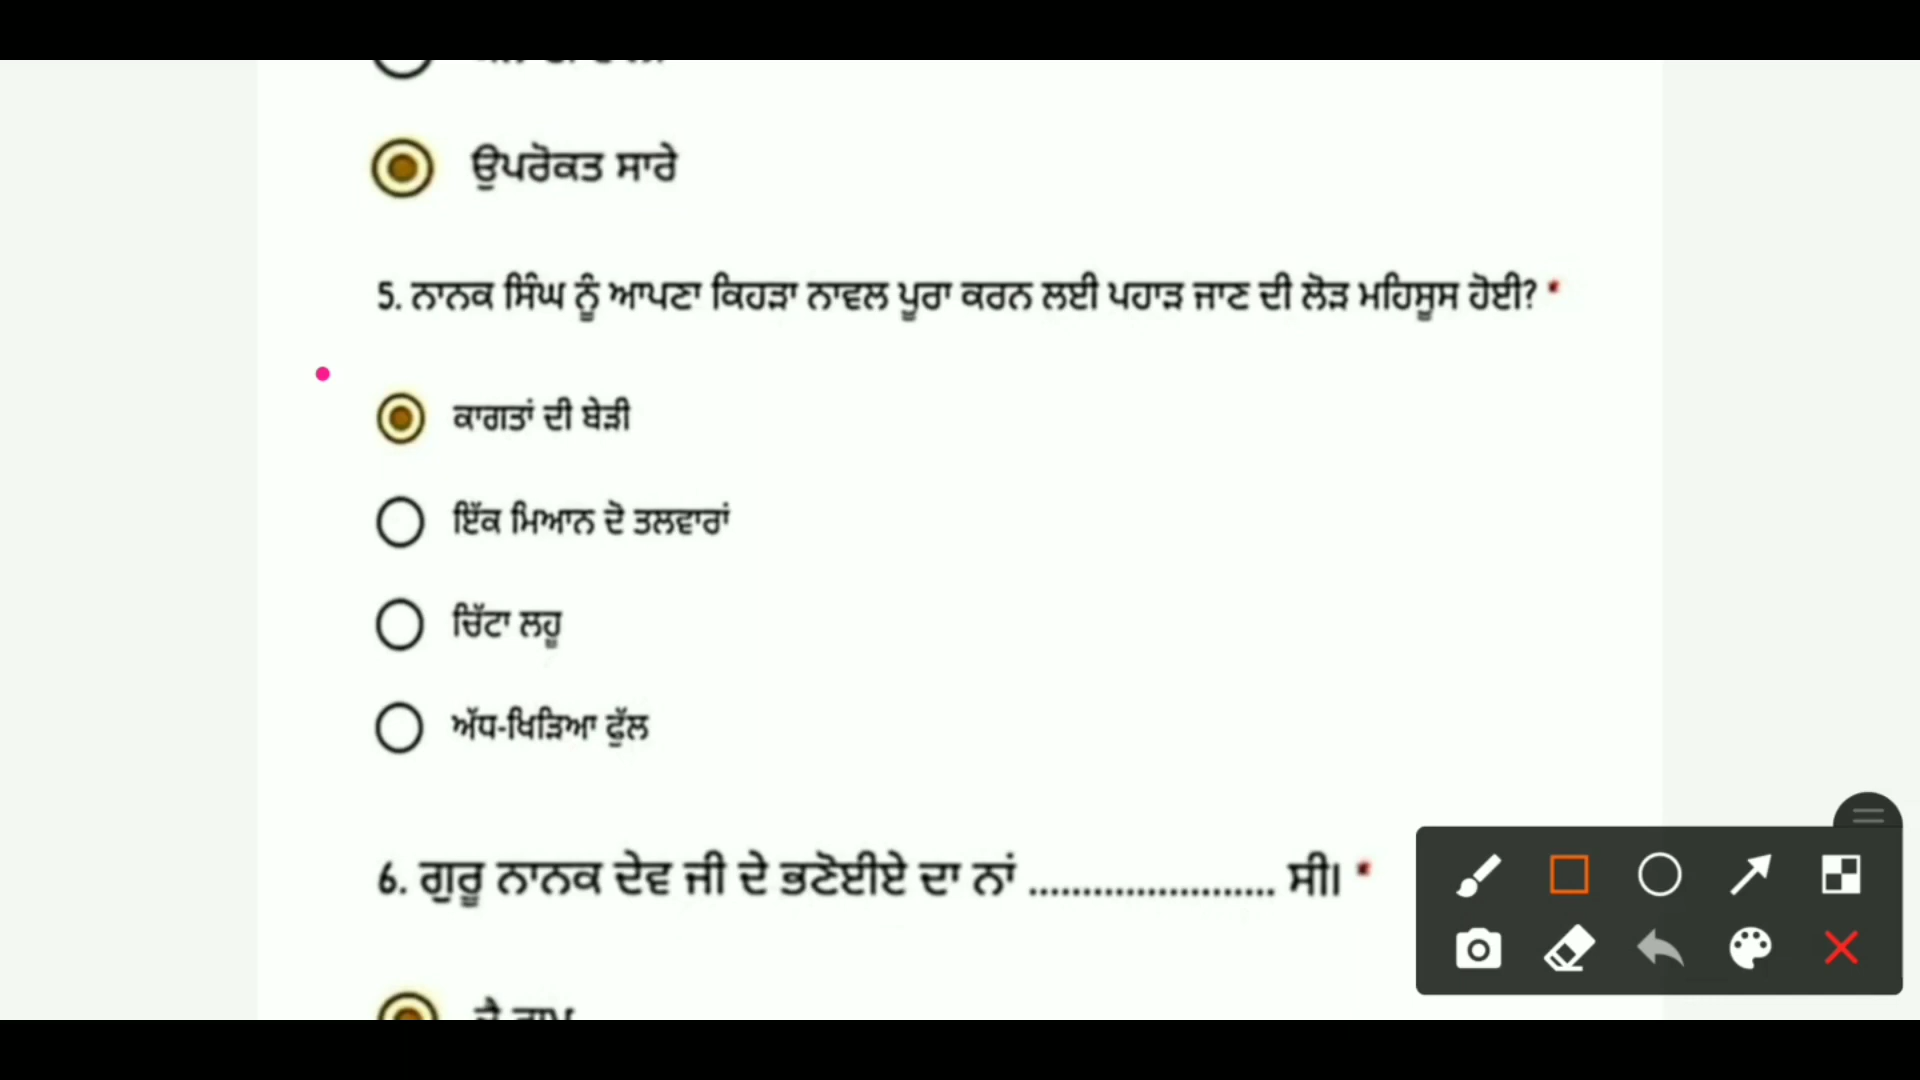 ਉਪਰੋਕਤ ਸਾਰੇ
5. ਨਾਨਕ ਸਿੰਘ ਨੂੰ ਆਪਣਾ ਕਿਹੜਾ ਨਾਵਲ ਪੂਰਾ ਕਰਨ ਲਈ ਪਹਾੜ ਜਾਣ ਦੀ ਲੋੜ ਮਹਿਸੂਸ ਹੋਈ? *
ਕਾਗਤਾਂ ਦੀ ਬੇੜੀ
ਇੱਕ ਮਿਆਨ ਦੋ ਤਲਵਾਰਾਂ
ਚਿੱਟਾ ਲਹੂ
ਅੱਧ-ਖਿੜਿਆ ਫੁੱਲ
6. ਗੁਰੂ ਨਾਨਕ ਦੇਵ ਜੀ ਦੇ ਭਣੋਈਏ ਦਾ ਨਾਂ ....................... ਸੀ। *